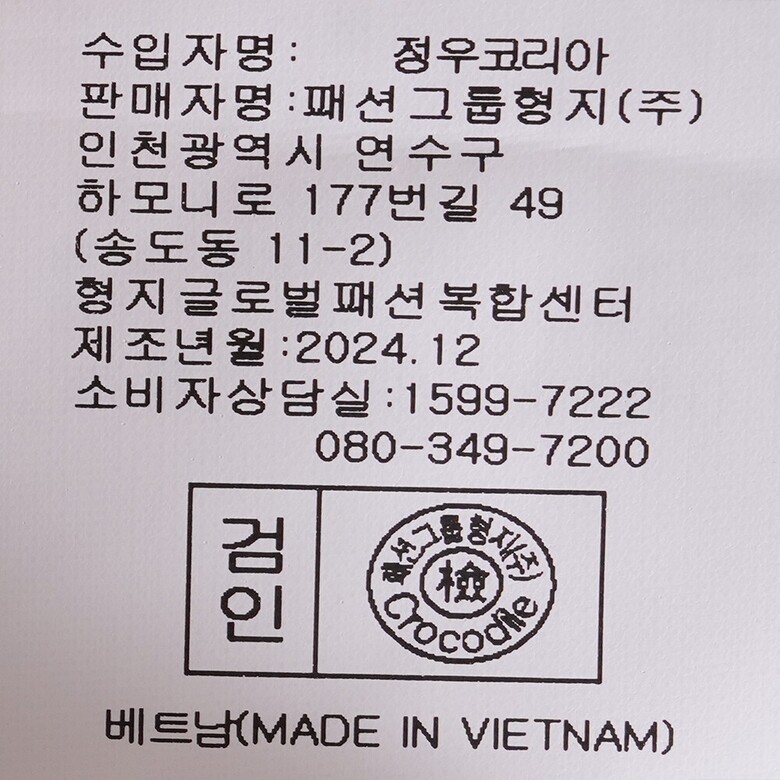 수입자명: 정우코리아
판매자명:패션그룹형지(주)
인천광역시 연수구
하모니로 177번길 49
(송도동 11-2)
형지글로벌패션복합센터
제조년월:2024.12
소비자상담실:1599-7222
080-349-7200
검인
패션그룹형지(주)
檢
Crocodile
베트남(MADE IN VIETNAM)